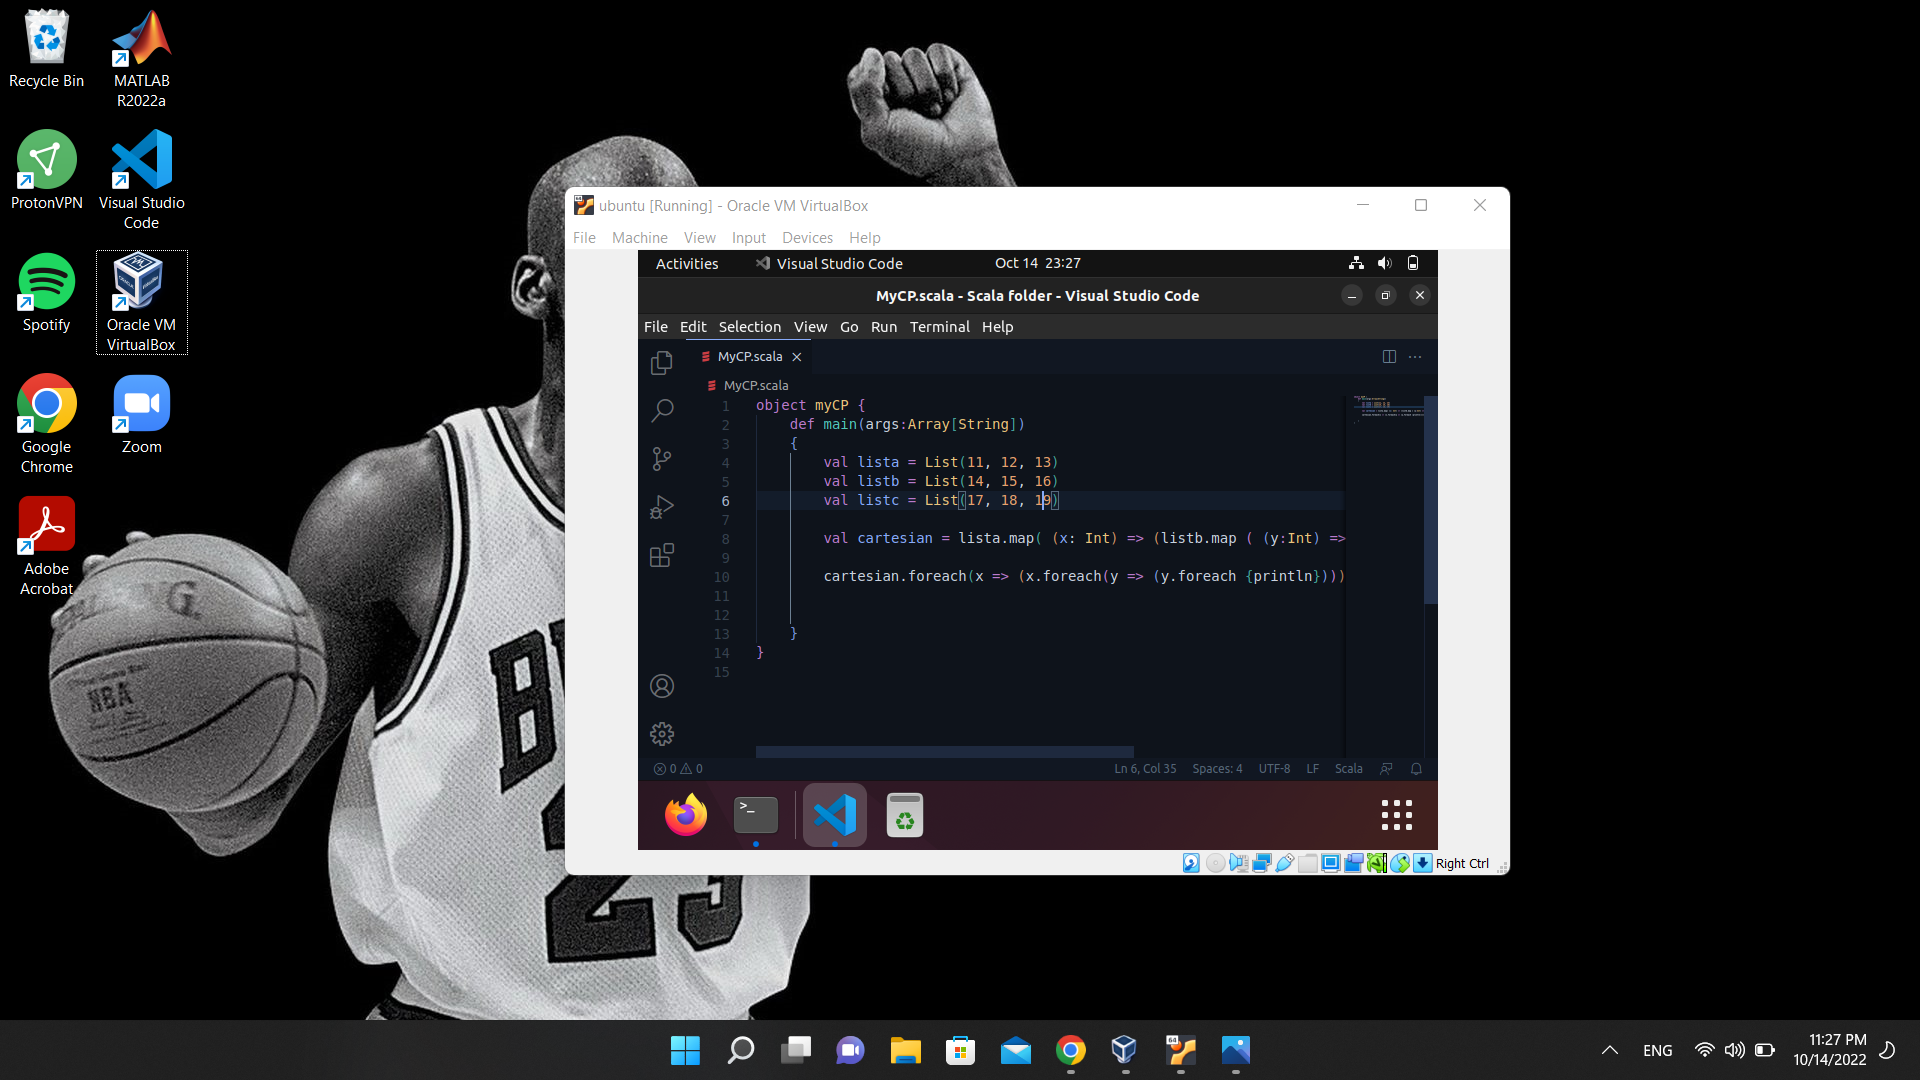 Recycle Bin
MATLAB
R2022a
ProtonVPN
Visual Studio
Code
Spotify
Oracle VM
VirtualBox
Google
Chrome
Zoom
Adobe
Acrobat
NBA
23
ubuntu [Running] - Oracle VM VirtualBox
File Machine View Input Devices Help
Activities Visual Studio Code Oct 14 23:27
MyCP.scala - Scala folder - Visual Studio Code
File Edit Selection View Go Run Terminal Help
MyCP.scala
MyCP.scala
1 object myCP {
2 def main(args:Array[String])
3 {
4 val lista = List(11, 12, 13)
5 val listb = List(14, 15, 16)
6 val listc = List(17, 18, 19)
7
8 val cartesian = lista.map( (x: Int) => (listb.map ( (y:Int) =>
9
10 cartesian.foreach(x => (x.foreach(y => (y.foreach {println})))
11
12
13 }
14 }
15
0 0 Ln 6, Col 35 Spaces: 4 UTF-8 LF Scala
>_
Right Ctrl
64
ENG
11:27 PM
10/14/2022